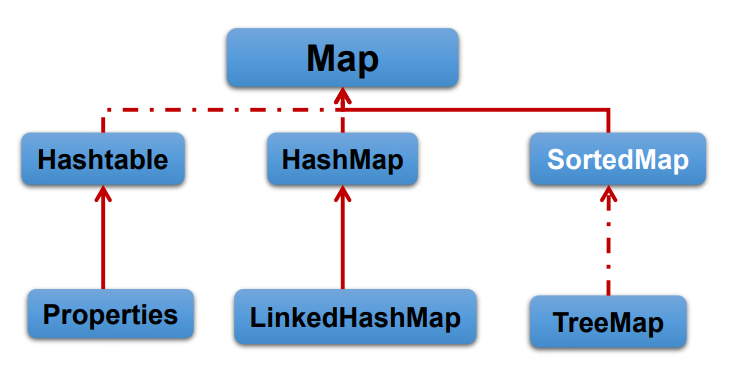 Map
Hashtable
HashMap
SortedMap
Properties
LinkedHashMap
TreeMap